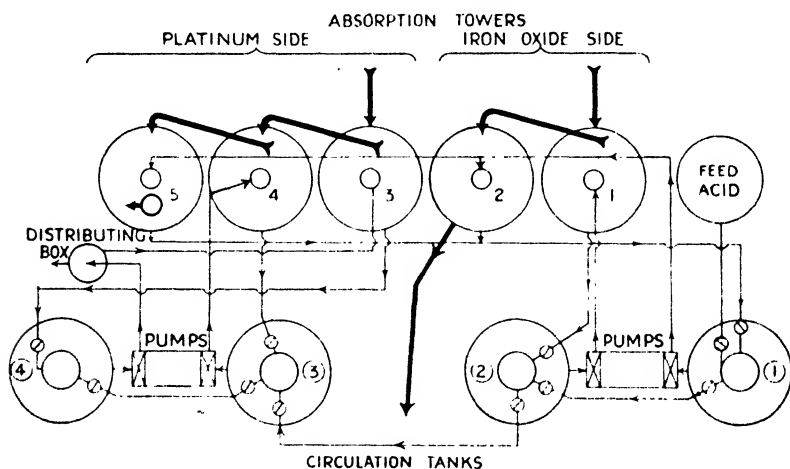 ABSORPTION TOWERS
PLATINUM SIDE
IRON OXIDE SIDE
5
4
3
2
1
FEED
ACID
DISTRIBUTING
BOX
PUMPS
PUMPS
4
3
2
1
CIRCULATION TANKS